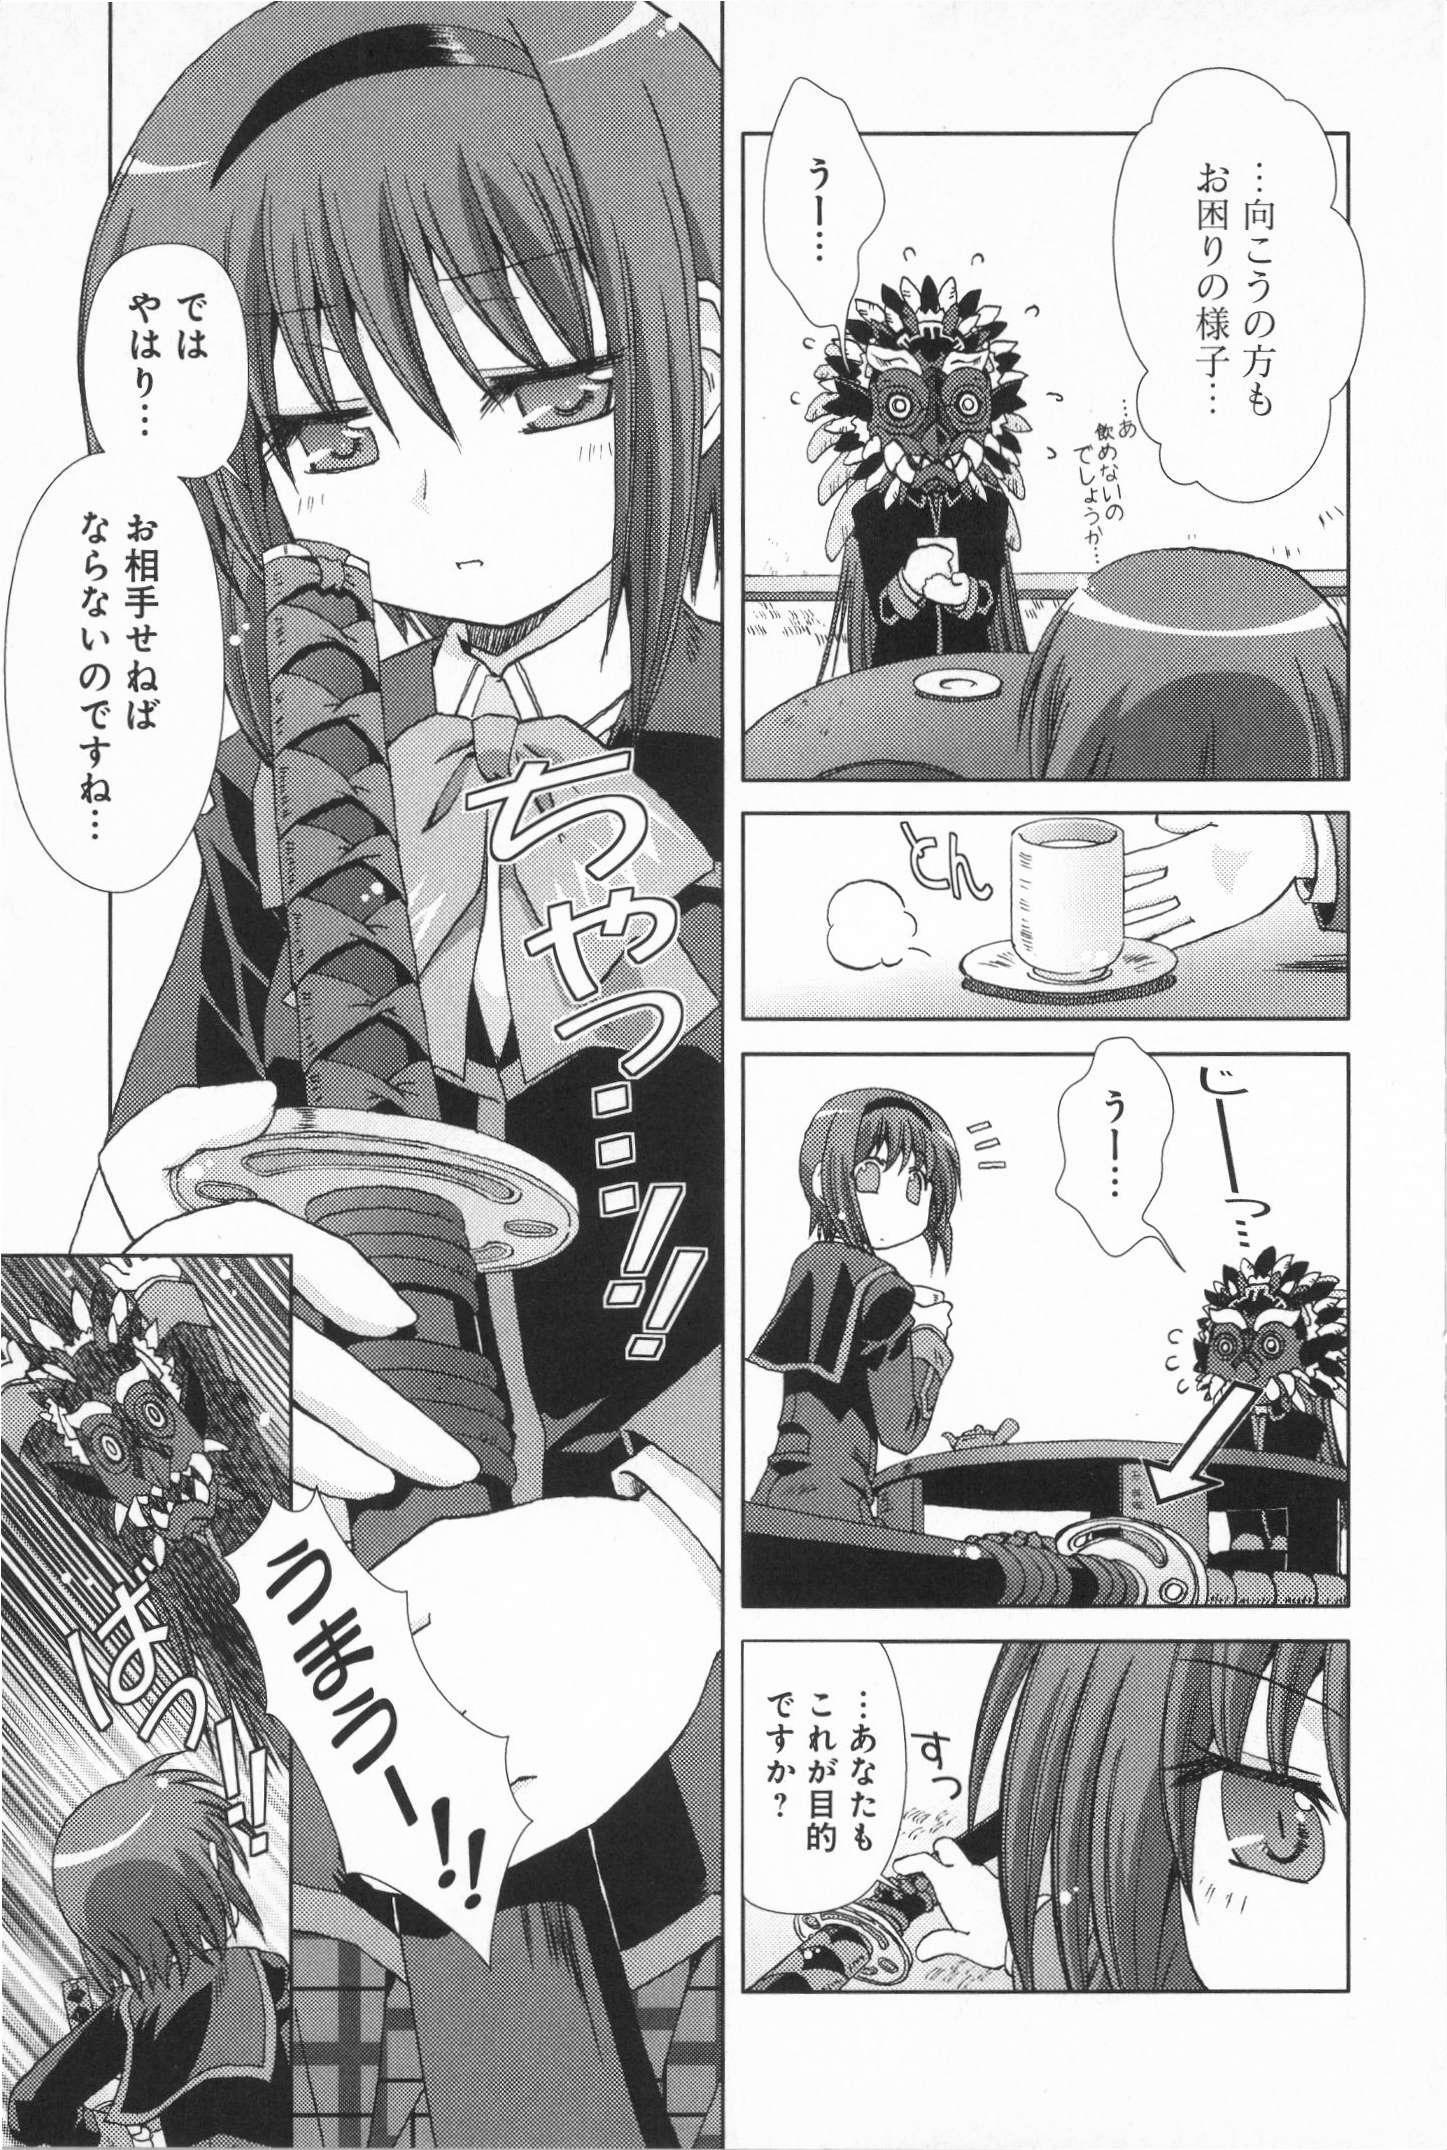 …向こうの方も
お困りの様子…
うー…
…あ
飲めないの
でしょうか…
とん
じーーっ…
うー…
すっ
…あなたも
これが目的
ですか？
では
やはり…
お相手せねば
ならないのですね…
ちゃっ……!!
うまうー!!
ばっ!!